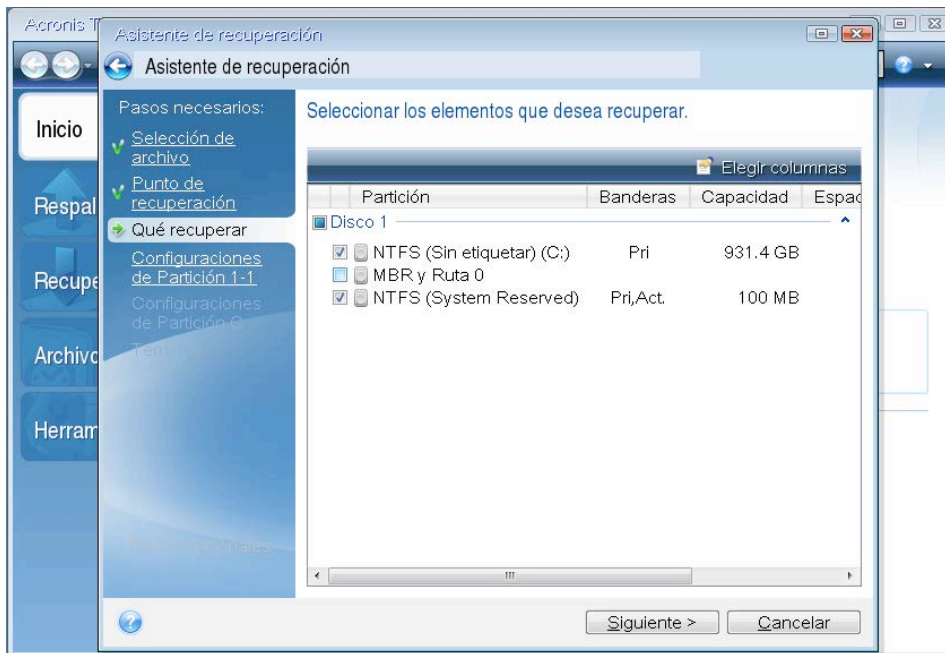 Acronis T
Asistente de recuperación
Asistente de recuperación
Inicio
Respal
Recupe
Archivo
Herram
Pasos necesarios:
Selección de
archivo
Punto de
recuperación
Qué recuperar
Configuraciones
de Partición 1-1
Configuraciones
de Partición C
Seleccionar los elementos que desea recuperar.
Elegir columnas
Partición Banderas Capacidad Espac
Disco 1
NTFS (Sin etiquetar) (C:) Pri 931.4 GB
MBR y Ruta 0
NTFS (System Reserved) Pri,Act. 100 MB
Siguiente >
Cancelar